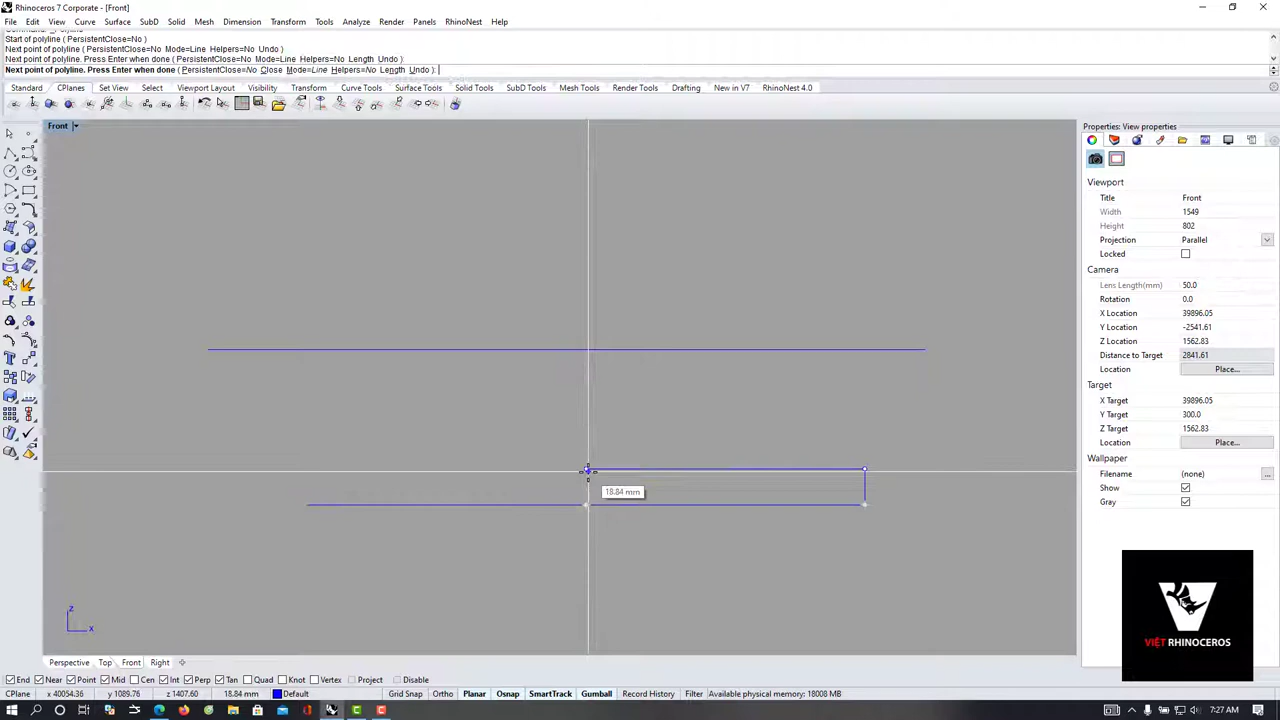 Rhinoceros 7 Corporate - [Front]
File Edit View Curve Surface SubD Solid Mesh Dimension Transform Tools Analyze Render Panels RhinoNest Help
Start of polyline ( PersistentClose=No )
Next point of polyline ( PersistentClose=No Mode=Line Helpers=No Undo )
Next point of polyline. Press Enter when done ( PersistentClose=No Mode=Line Helpers=No Length Undo )
Next point of polyline. Press Enter when done ( PersistentClose=No Close Mode=Line Helpers=No Length Undo ):
Standard CPlanes Set View Select Viewport Layout Visibility Transform Curve Tools Surface Tools Solid Tools SubD Tools Mesh Tools Render Tools Drafting New in V7 RhinoNest 4.0
Front
18.84 mm
z
x
Properties: View properties
Viewport
Title Front
Width 1549
Height 802
Projection Parallel
Locked
Camera
Lens Length(mm) 50.0
Rotation 0.0
X Location 39896.05
Y Location -2541.61
Z Location 1562.83
Distance to Target 2841.61
Location Place...
Target
X Target 39896.05
Y Target 300.0
Z Target 1562.83
Location Place...
Wallpaper
Filename (none) ...
Show
Gray
VIỆT RHINOCEROS
Perspective Top Front Right
End Near Point Mid Cen Int Perp Tan Quad Knot Vertex Project Disable
CPlane x 40054.36 y 1089.76 z 1407.60 18.84 mm Default Grid Snap Ortho Planar Osnap SmartTrack Gumball Record History Filter Available physical memory: 18008 MB
7:27 AM